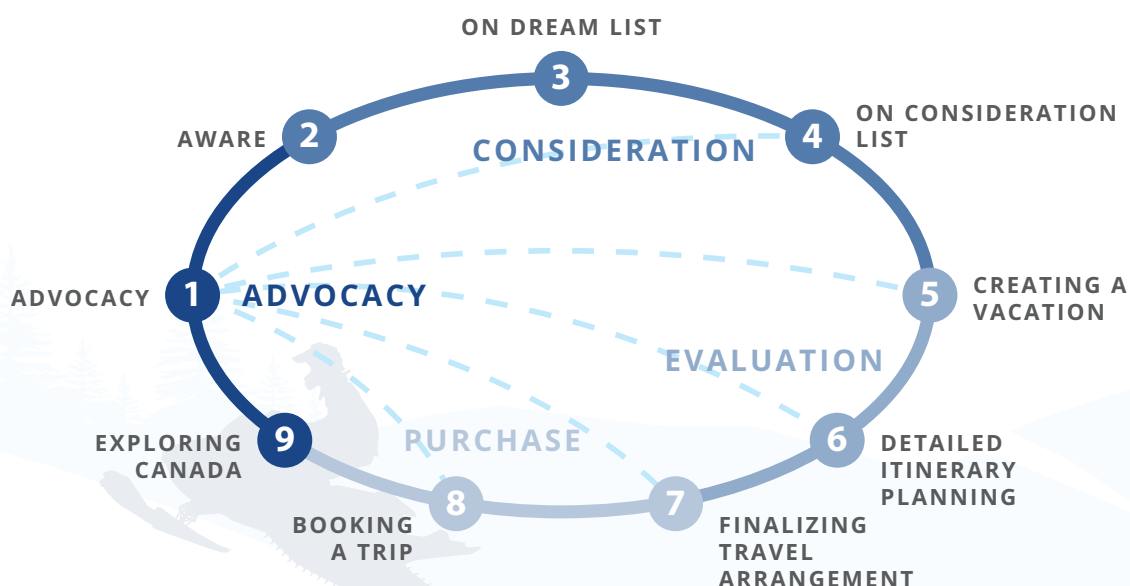 ON DREAM LIST
3
2
AWARE
4
ON CONSIDERATION
LIST
CONSIDERATION
1
ADVOCACY
ADVOCACY
5
CREATING A
VACATION
EVALUATION
9
EXPLORING
CANADA
PURCHASE
6
DETAILED
ITINERARY
PLANNING
8
BOOKING
A TRIP
7
FINALIZING
TRAVEL
ARRANGEMENT